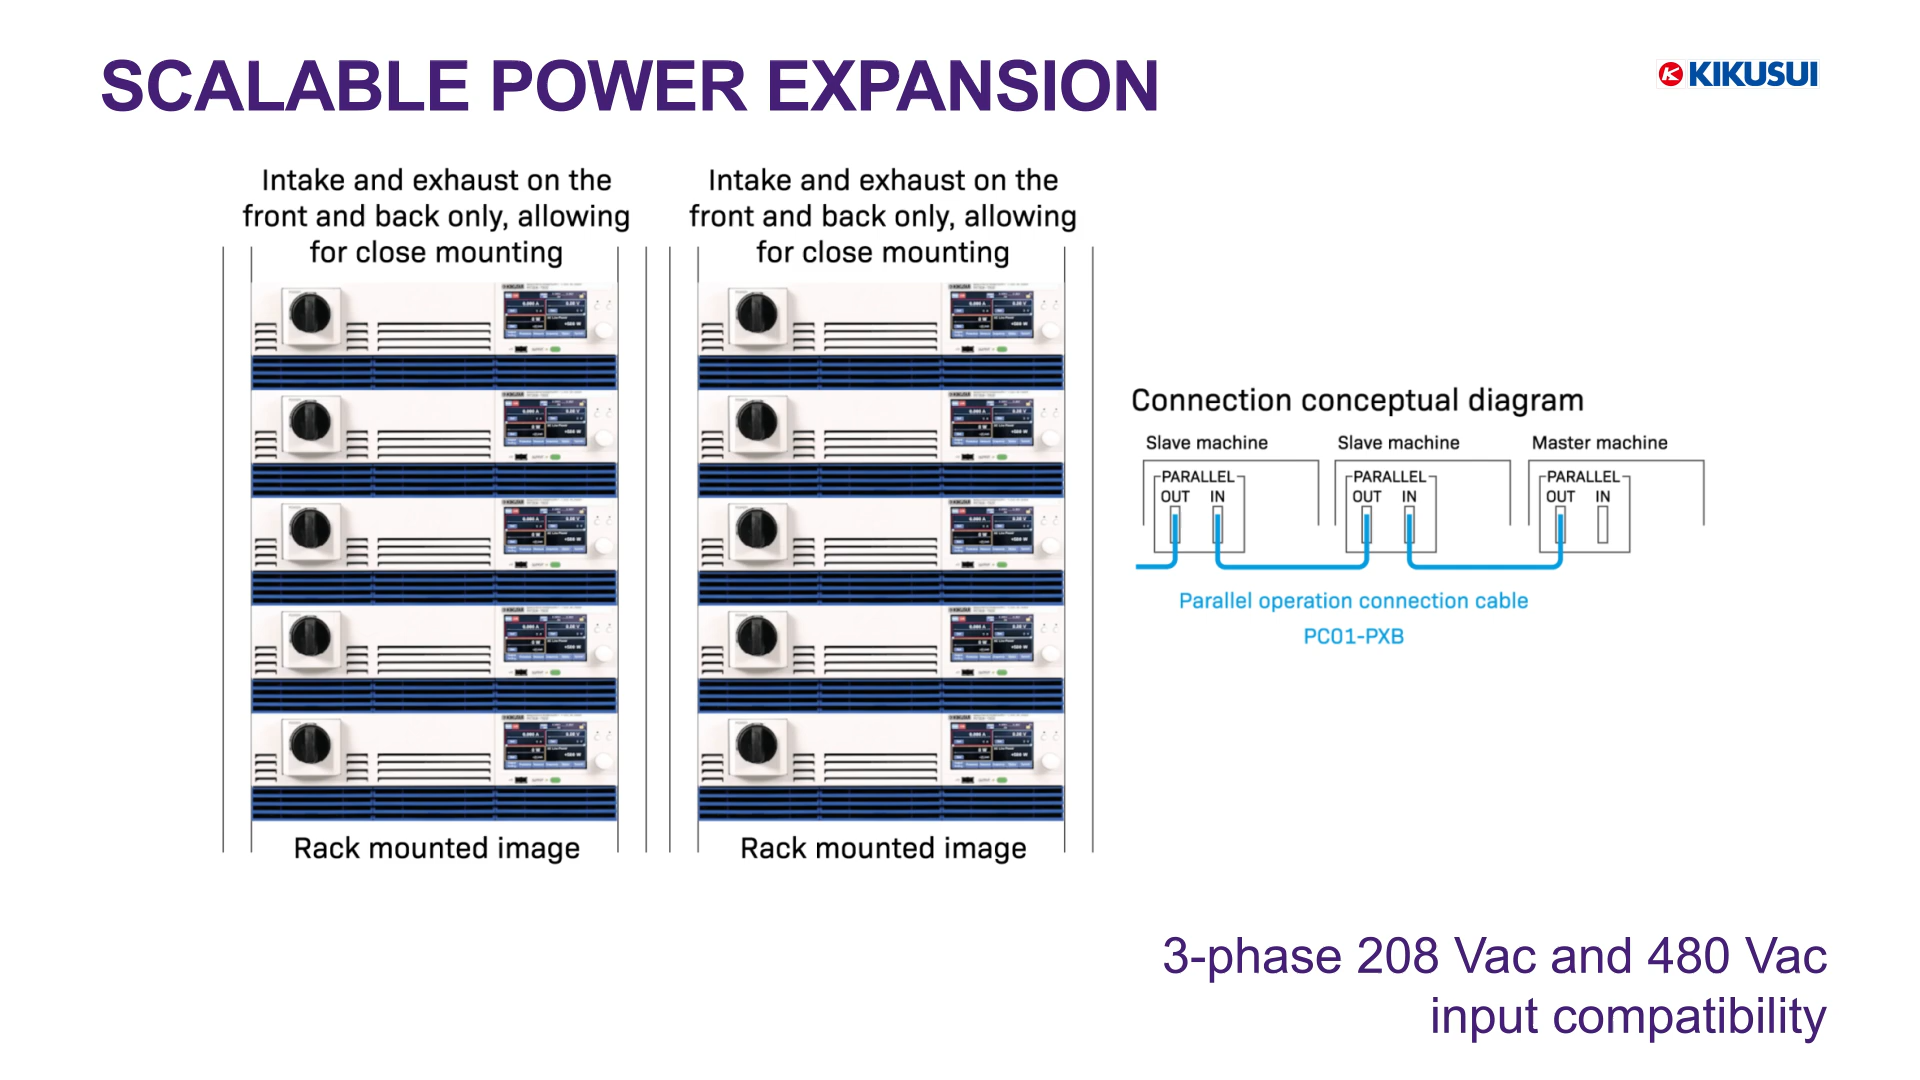 SCALABLE POWER EXPANSION
KIKUSUI
Intake and exhaust on the
front and back only, allowing
for close mounting
Rack mounted image
Intake and exhaust on the
front and back only, allowing
for close mounting
Rack mounted image
Connection conceptual diagram
Slave machine
PARALLEL
OUT IN
Slave machine
PARALLEL
OUT IN
Master machine
PARALLEL
OUT IN
Parallel operation connection cable
PC01-PXB
3-phase 208 Vac and 480 Vac
input compatibility